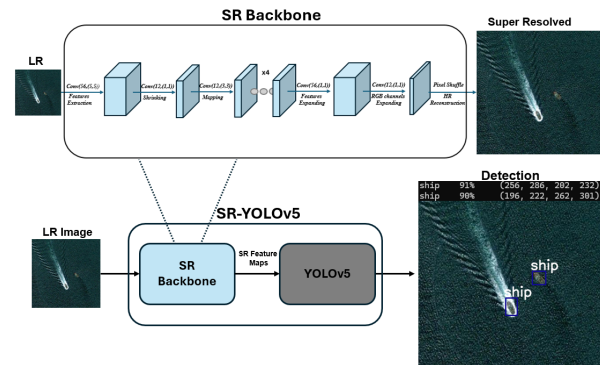 SR Backbone
Super Resolved
LR
x4
Conv(56,(5,5))
Features
Extraction
Conv(12,(1,1))
Shrinking
Conv(12,(3,3))
Mapping
Conv(56,(1,1))
Features
Expanding
Conv(12,(1,1))
RGB channels
Expanding
Pixel Shuffle
HR
Reconstruction
Detection
ship 91% (256, 286, 202, 232)
ship 90% (196, 222, 262, 301)
SR-YOLOv5
LR Image
SR
Backbone
SR Feature
Maps
YOLOv5
ship
ship